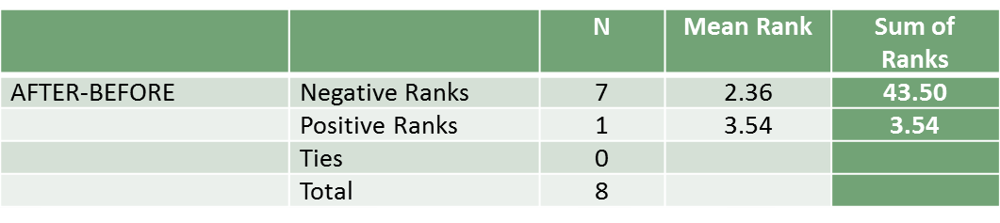 N Mean Rank Sum of
Ranks
AFTER-BEFORE Negative Ranks 7 2.36 43.50
Positive Ranks 1 3.54 3.54
Ties 0
Total 8